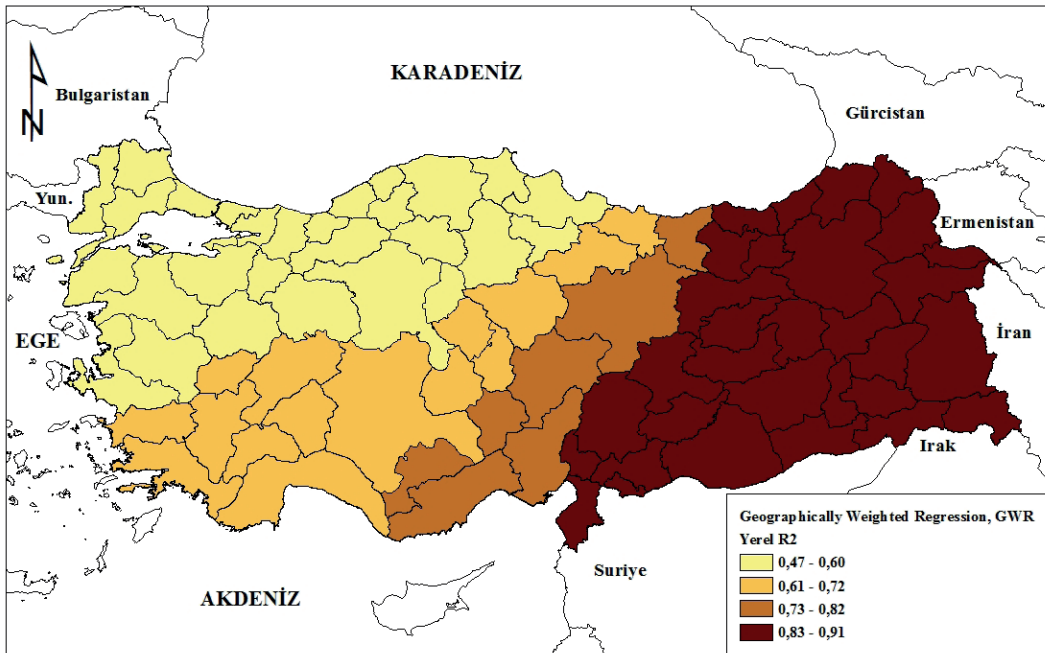 KARADENİZ
Bulgaristan
N
Gürcistan
Yun.
Ermenistan
EGE
İran
Irak
Suriye
AKDENİZ
Geographically Weighted Regression, GWR
Yerel R2
0,47 - 0,60
0,61 - 0,72
0,73 - 0,82
0,83 - 0,91